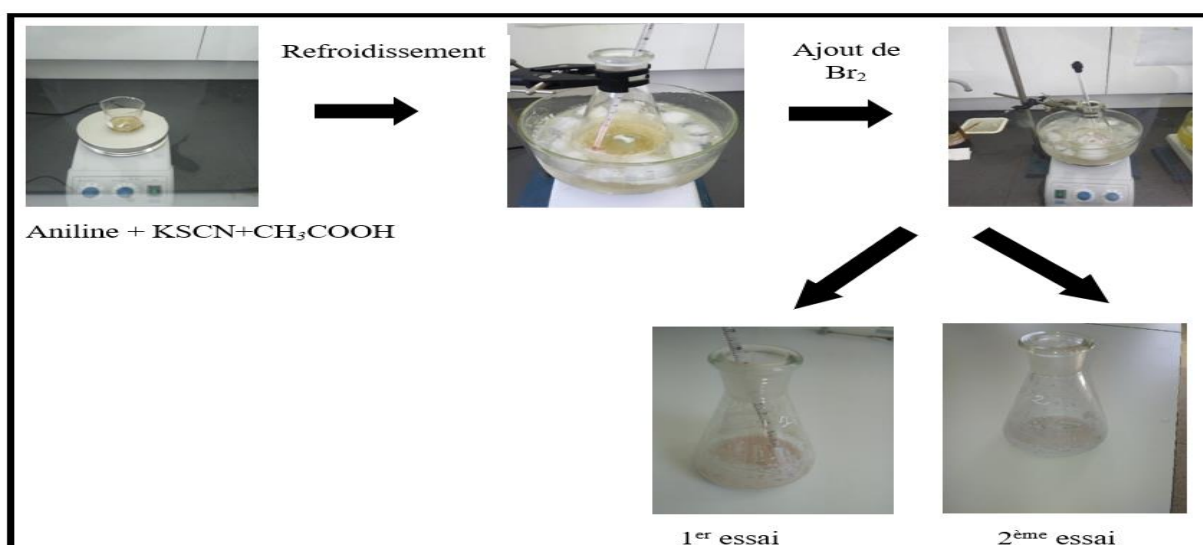 Refroidissement
Ajout de
Br₂
Aniline + KSCN+CH₃COOH
1er essai
2ème essai